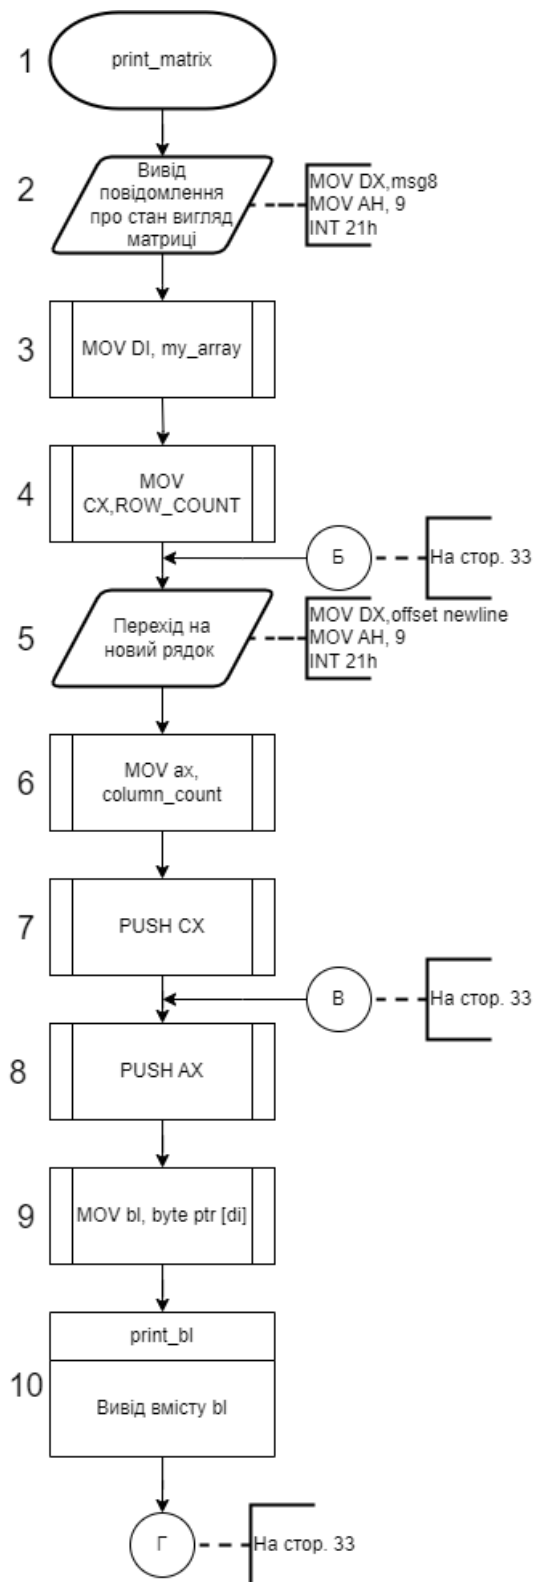 1
print_matrix
2
Вивід
повідомлення
про стан вигляд
матриці
MOV DX,msg8
MOV AH, 9
INT 21h
3
MOV DI, my_array
4
MOV
CX,ROW_COUNT
Б
На стор. 33
5
Перехід на
новий рядок
MOV DX,offset newline
MOV AH, 9
INT 21h
6
MOV ax,
column_count
7
PUSH CX
В
На стор. 33
8
PUSH AX
9
MOV bl, byte ptr [di]
10
print_bl
Вивід вмісту bl
Г
На стор. 33